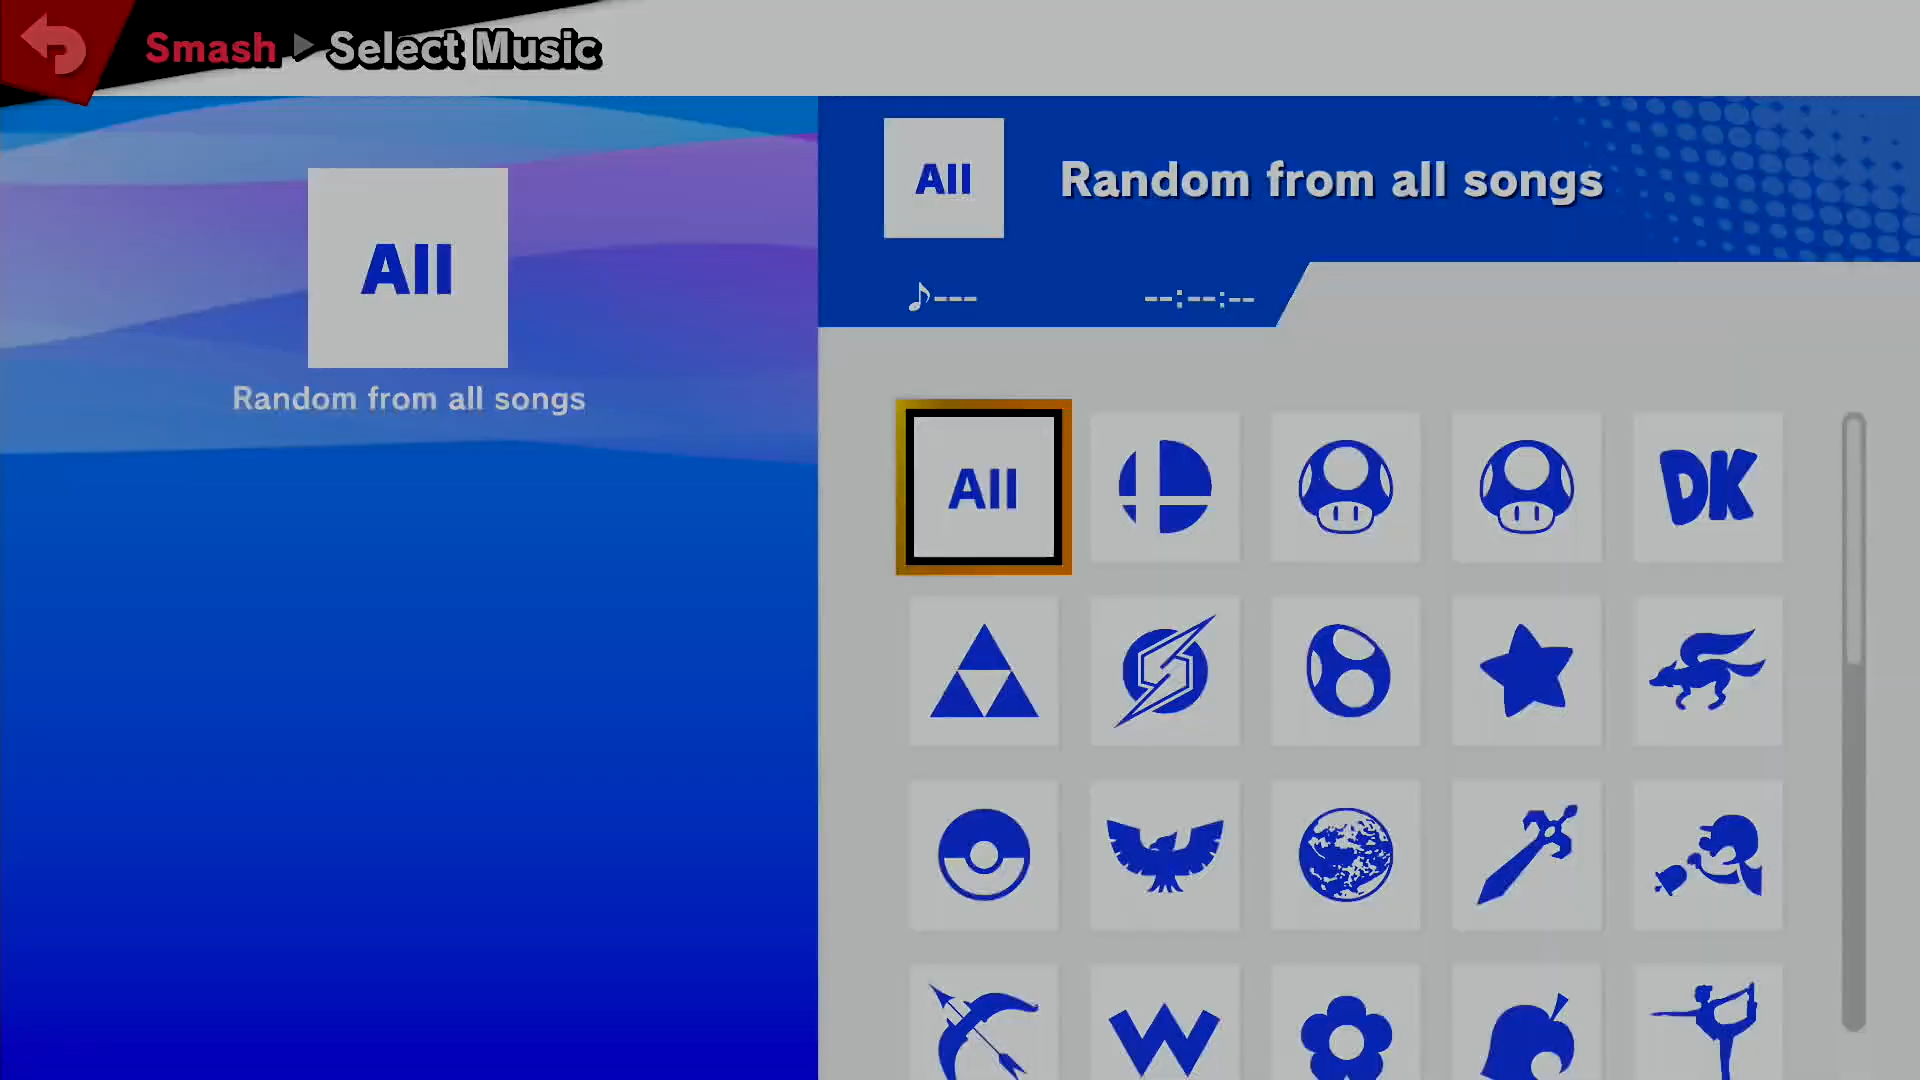 Smash ▶ Select Music
All
Random from all songs
All
Random from all songs
♪--- --:--:--
All
DK
W